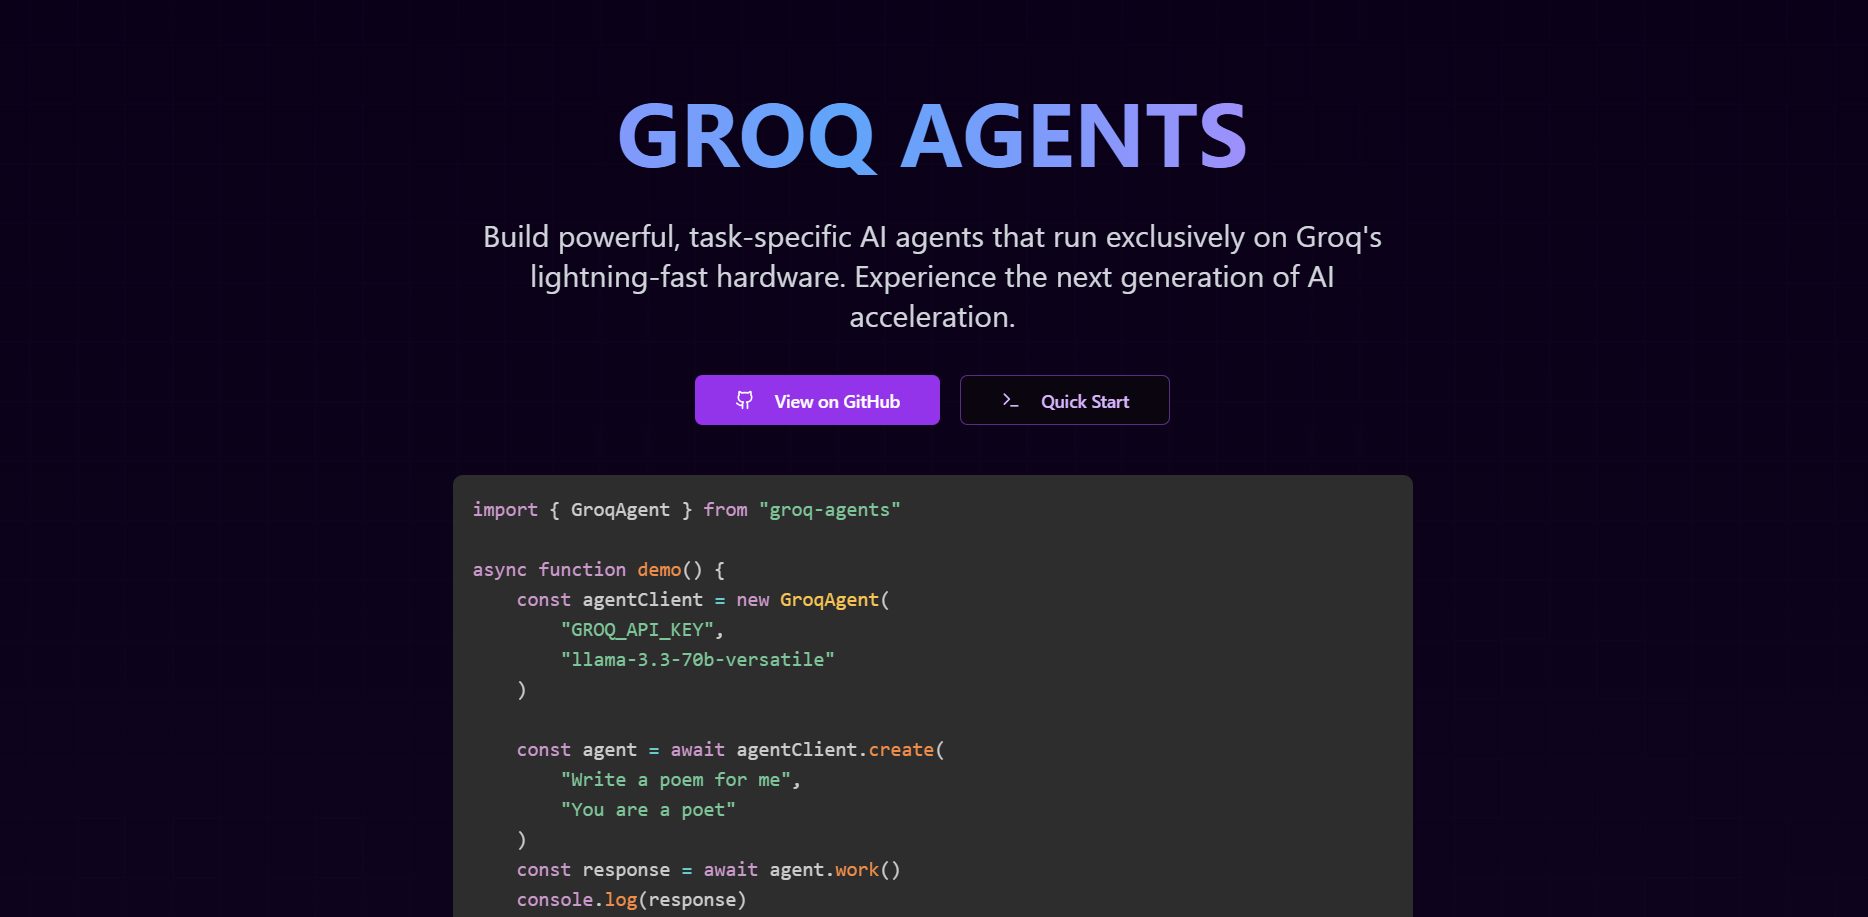 GROQ AGENTS
Build powerful, task-specific AI agents that run exclusively on Groq's
lightning-fast hardware. Experience the next generation of AI
acceleration.
View on GitHub
Quick Start
import { GroqAgent } from "groq-agents"
async function demo() {
    const agentClient = new GroqAgent(
        "GROQ_API_KEY",
        "llama-3.3-70b-versatile"
    )
    const agent = await agentClient.create(
        "Write a poem for me",
        "You are a poet"
    )
    const response = await agent.work()
    console.log(response)